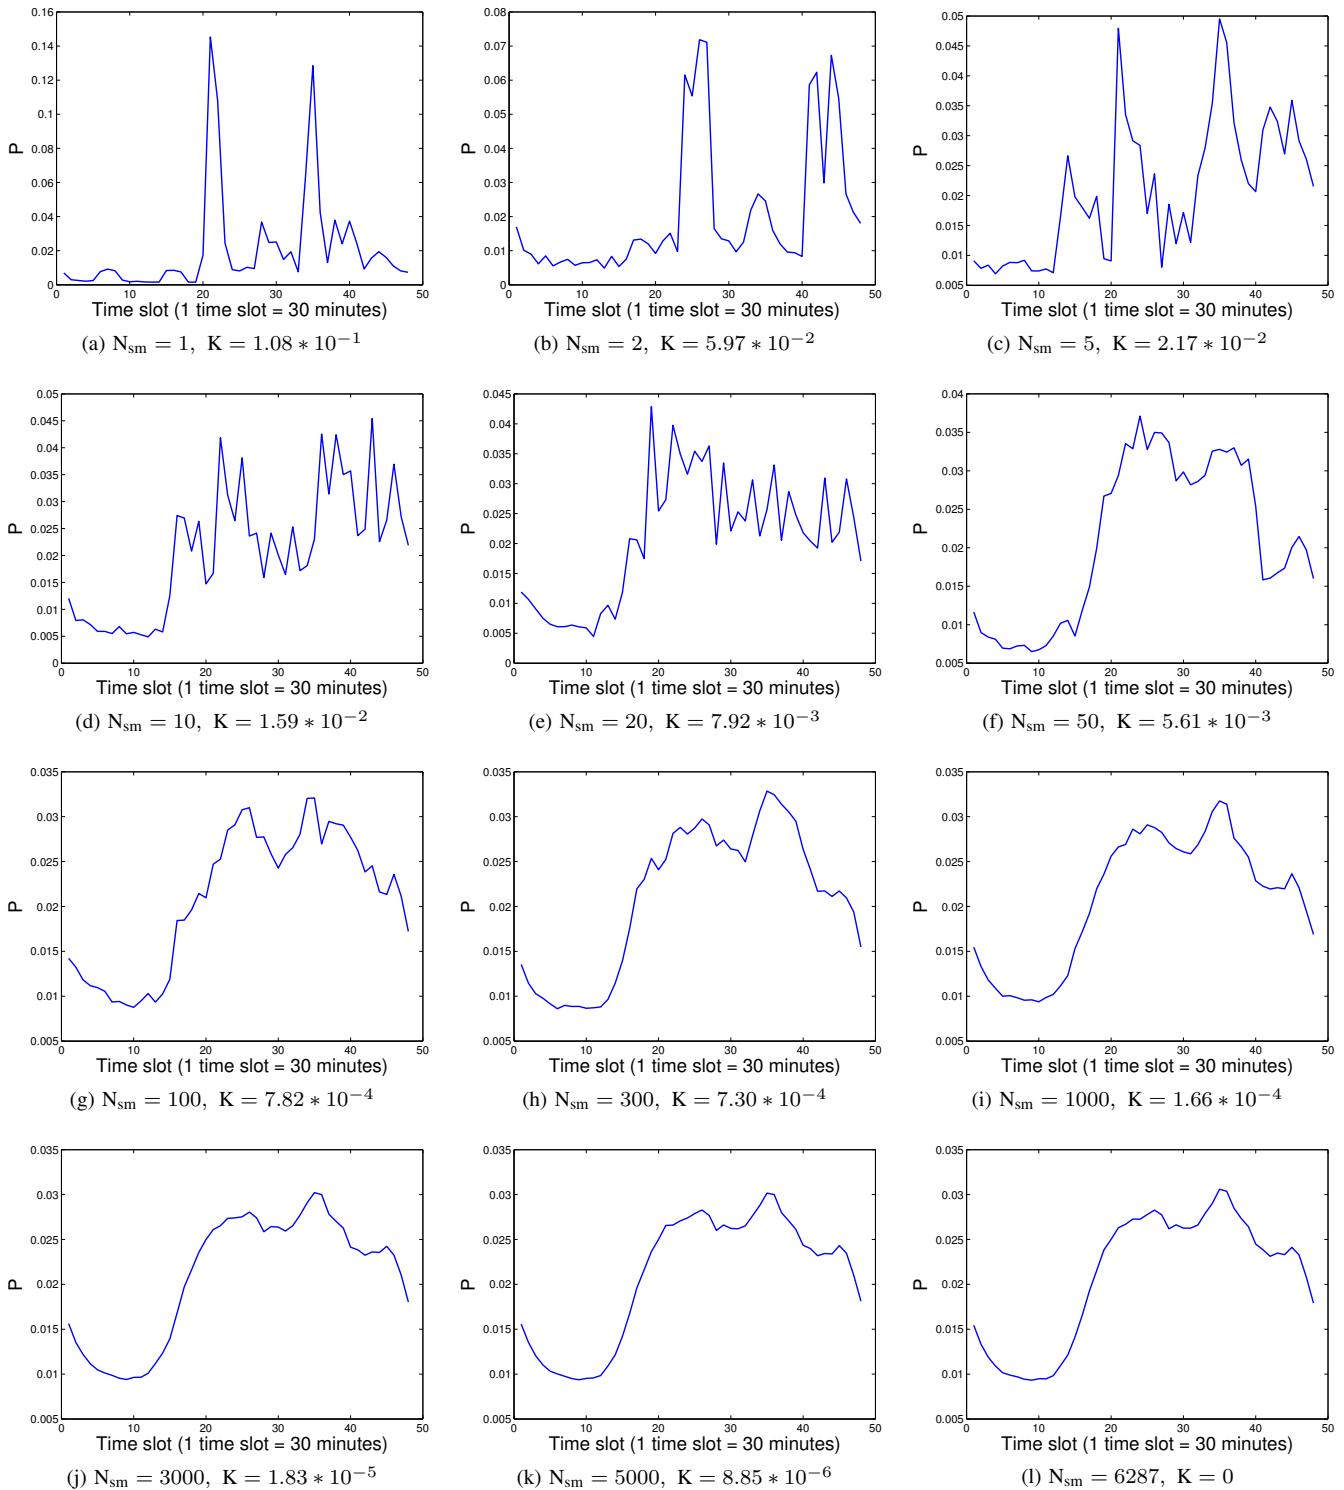 0.16
0.14
0.12
0.1
0.08
0.06
0.04
0.02
0
P
0 10 20 30 40 50
Time slot (1 time slot = 30 minutes)
(a) Nsm = 1, K = 1.08 * 10−1
0.08
0.07
0.06
0.05
0.04
0.03
0.02
0.01
0
P
0 10 20 30 40 50
Time slot (1 time slot = 30 minutes)
(b) Nsm = 2, K = 5.97 * 10−2
0.05
0.045
0.04
0.035
0.03
0.025
0.02
0.015
0.01
0.005
P
0 10 20 30 40 50
Time slot (1 time slot = 30 minutes)
(c) Nsm = 5, K = 2.17 * 10−2
0.05
0.045
0.04
0.035
0.03
0.025
0.02
0.015
0.01
0.005
0
P
0 10 20 30 40 50
Time slot (1 time slot = 30 minutes)
(d) Nsm = 10, K = 1.59 * 10−2
0.045
0.04
0.035
0.03
0.025
0.02
0.015
0.01
0.005
0
P
0 10 20 30 40 50
Time slot (1 time slot = 30 minutes)
(e) Nsm = 20, K = 7.92 * 10−3
0.04
0.035
0.03
0.025
0.02
0.015
0.01
0.005
P
0 10 20 30 40 50
Time slot (1 time slot = 30 minutes)
(f) Nsm = 50, K = 5.61 * 10−3
0.035
0.03
0.025
0.02
0.015
0.01
0.005
P
0 10 20 30 40 50
Time slot (1 time slot = 30 minutes)
(g) Nsm = 100, K = 7.82 * 10−4
0.035
0.03
0.025
0.02
0.015
0.01
0.005
P
0 10 20 30 40 50
Time slot (1 time slot = 30 minutes)
(h) Nsm = 300, K = 7.30 * 10−4
0.035
0.03
0.025
0.02
0.015
0.01
0.005
P
0 10 20 30 40 50
Time slot (1 time slot = 30 minutes)
(i) Nsm = 1000, K = 1.66 * 10−4
0.035
0.03
0.025
0.02
0.015
0.01
0.005
P
0 10 20 30 40 50
Time slot (1 time slot = 30 minutes)
(j) Nsm = 3000, K = 1.83 * 10−5
0.035
0.03
0.025
0.02
0.015
0.01
0.005
P
0 10 20 30 40 50
Time slot (1 time slot = 30 minutes)
(k) Nsm = 5000, K = 8.85 * 10−6
0.035
0.03
0.025
0.02
0.015
0.01
0.005
P
0 10 20 30 40 50
Time slot (1 time slot = 30 minutes)
(l) Nsm = 6287, K = 0